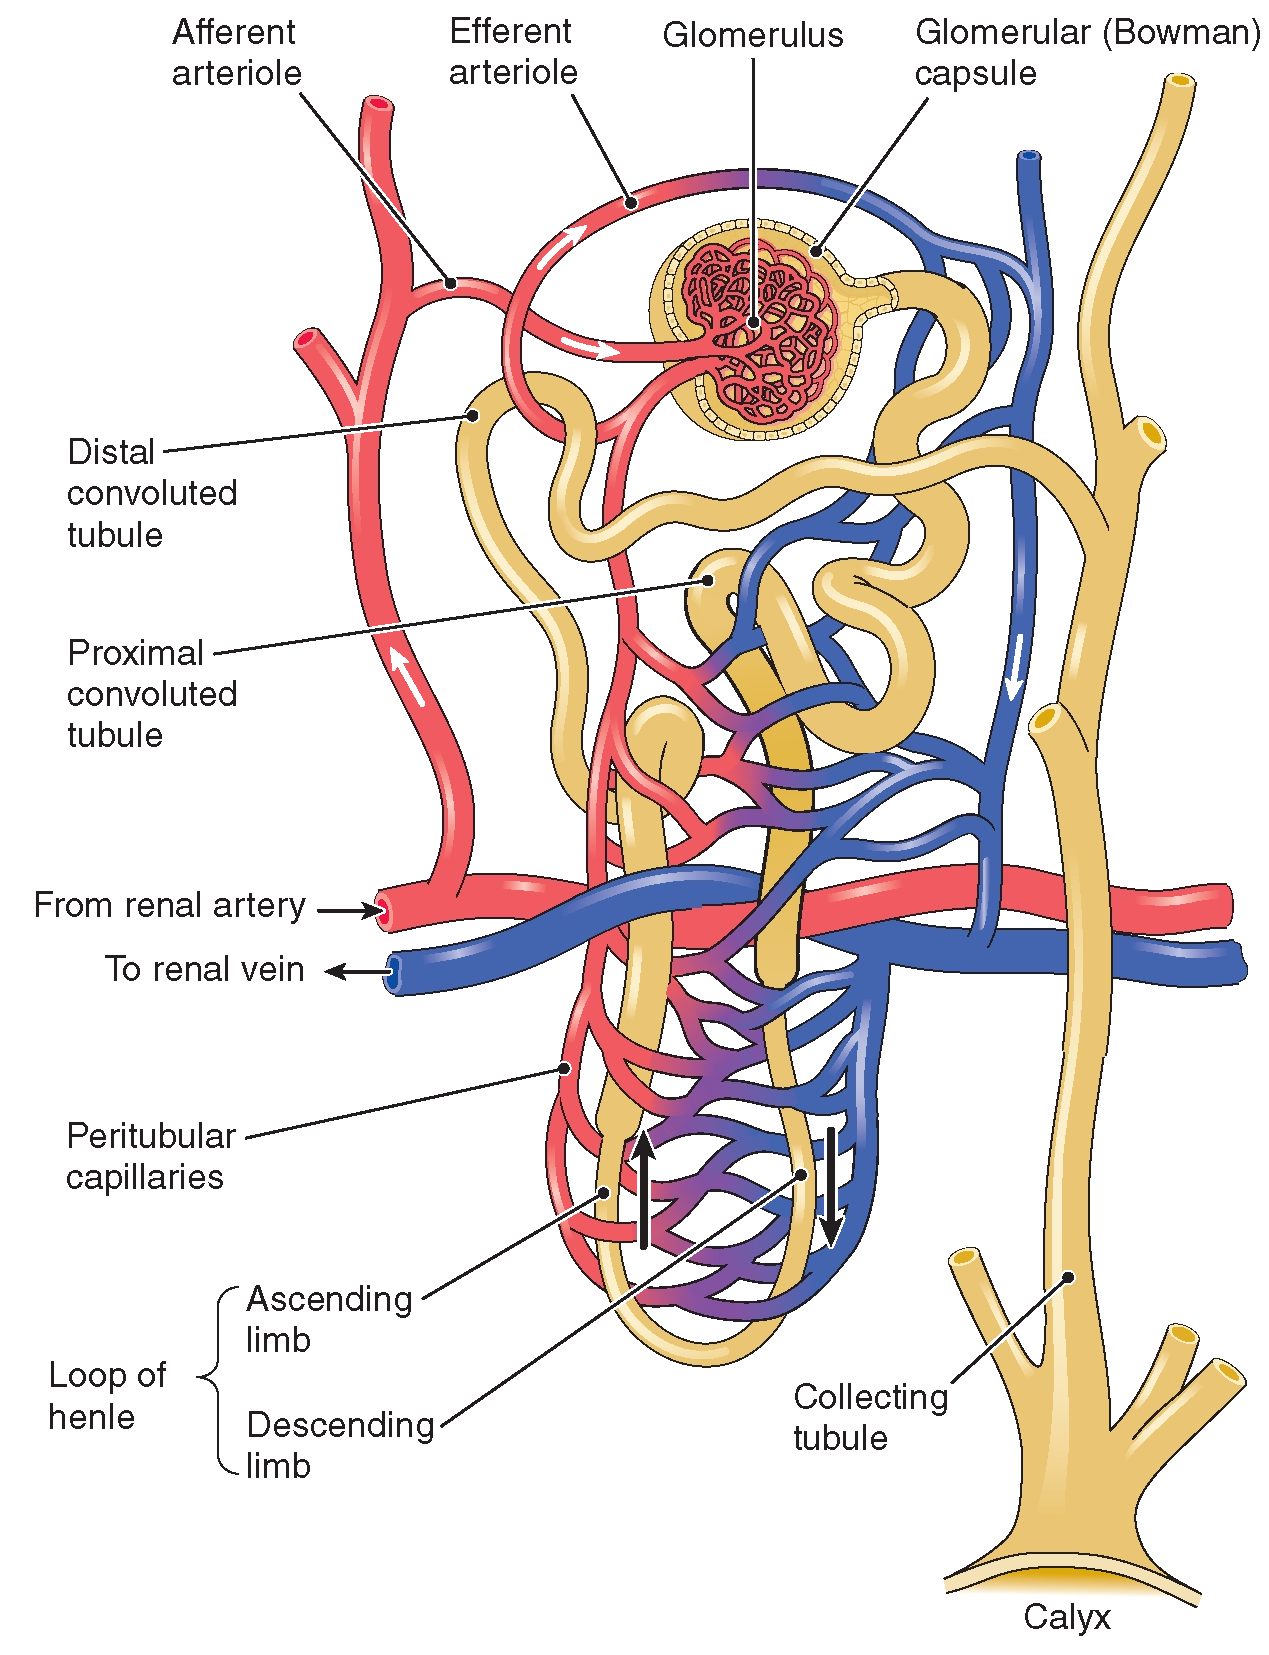 Afferent
arteriole
Efferent
arteriole
Glomerulus
Glomerular (Bowman)
capsule
Distal
convoluted
tubule
Proximal
convoluted
tubule
From renal artery
To renal vein
Peritubular
capillaries
Ascending
limb
Loop of
henle
Descending
limb
Collecting
tubule
Calyx